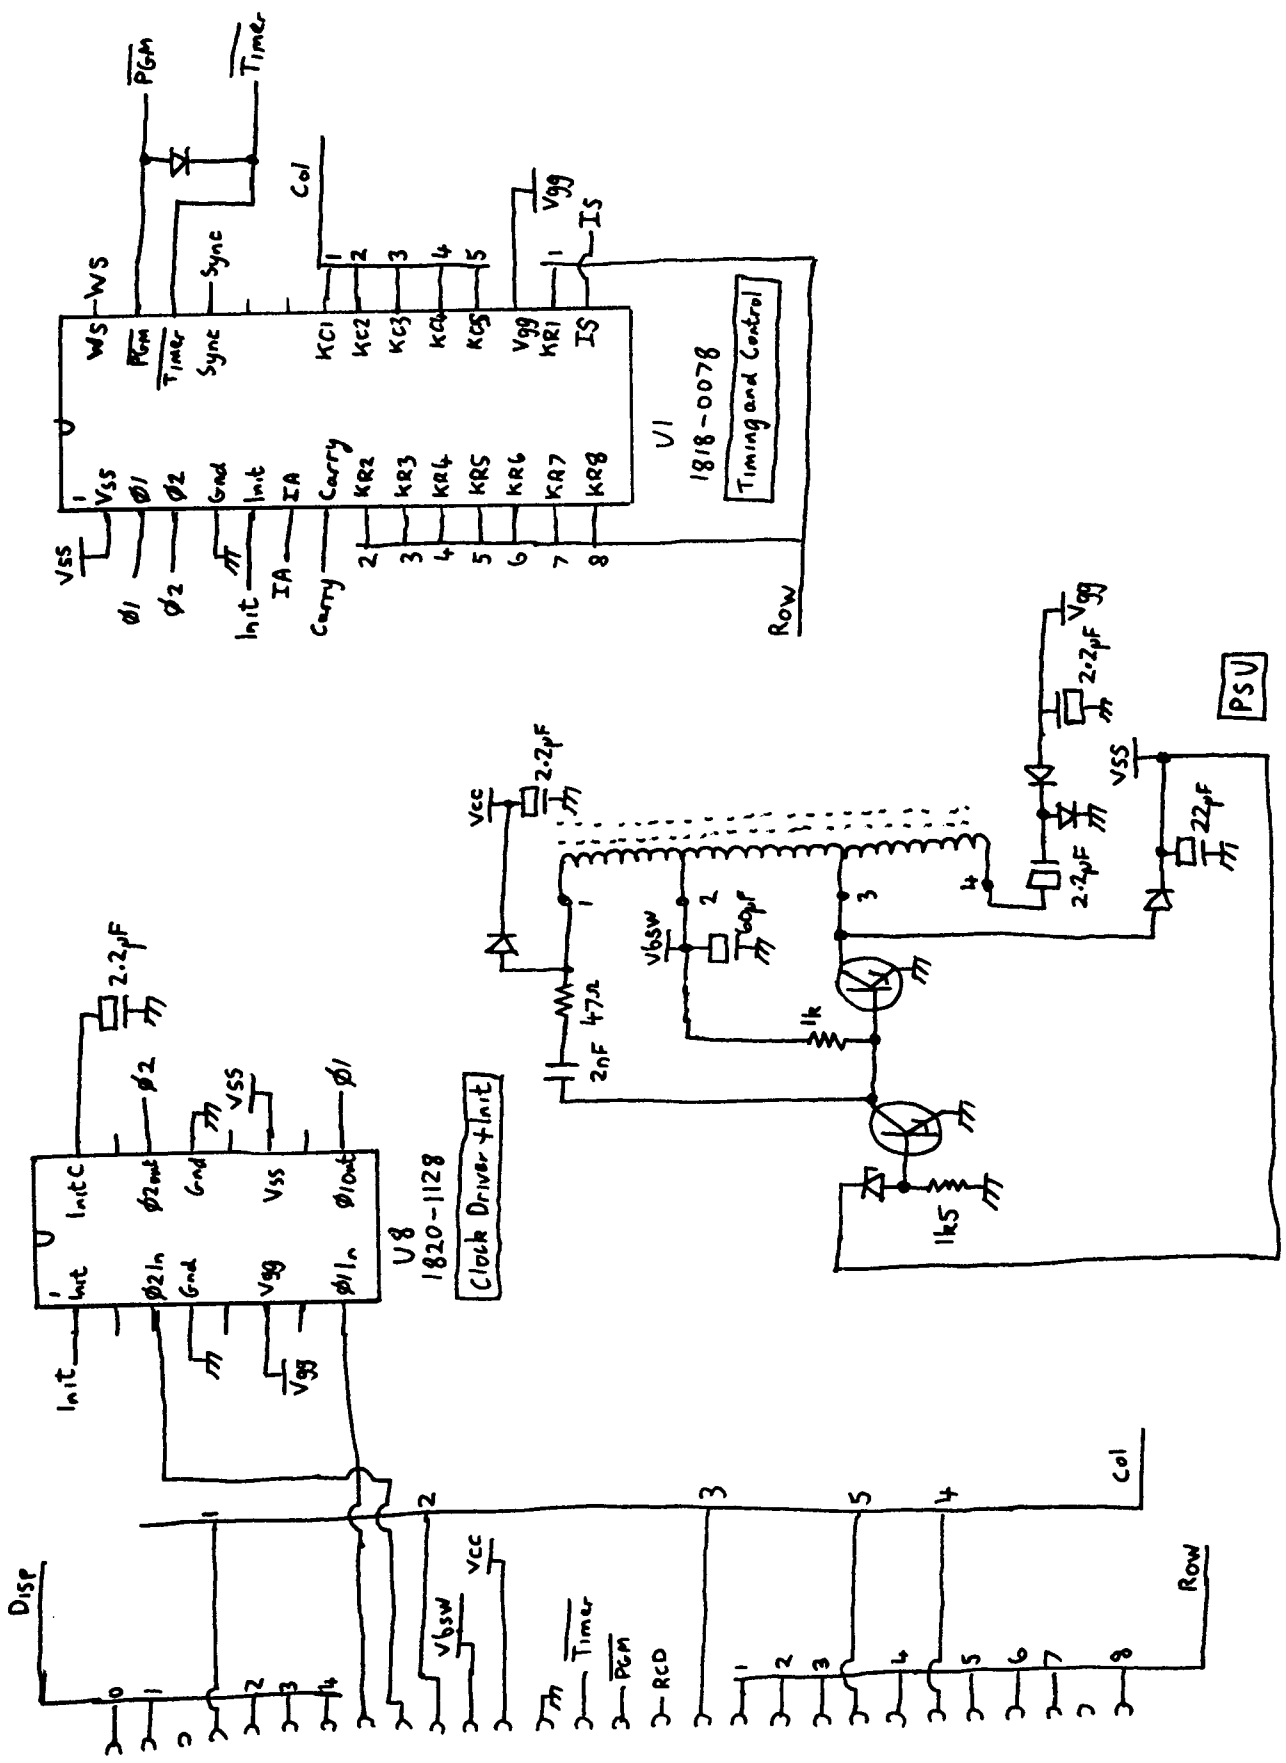 Disp
0
1
2
3
4
1
2
Vbsw
Vcc
Timer
PGM
RCD
3
5
4
Col
1
2
3
4
5
6
7
8
Row
Init
Vgg
1
Init
Ø2In
Gnd
Vgg
Ø1In
InitC
Ø2out
Gnd
Vss
Ø1Out
2.2µF
Ø2
Vss
Ø1
U8
1820-1128
Clock Driver + Init
Vcc
2.2µF
2nF
47Ω
1
Vbsw
2
60µF
1k
3
4
2.2µF
Vgg
2.2µF
Vss
22µF
1k5
PSU
Vss
Ø1
Ø2
Init
IA
Carry
2
3
4
5
6
7
8
Row
1
Vss
Ø1
Ø2
Gnd
Init
IA
Carry
KR2
KR3
KR4
KR5
KR6
KR7
KR8
WS
PGM
Timer
Sync
KC1
KC2
KC3
KC4
KC5
Vgg
KR1
IS
WS
Sync
PGM
Timer
Col
1
2
3
4
5
Vgg
1
IS
U1
1818-0078
Timing and Control